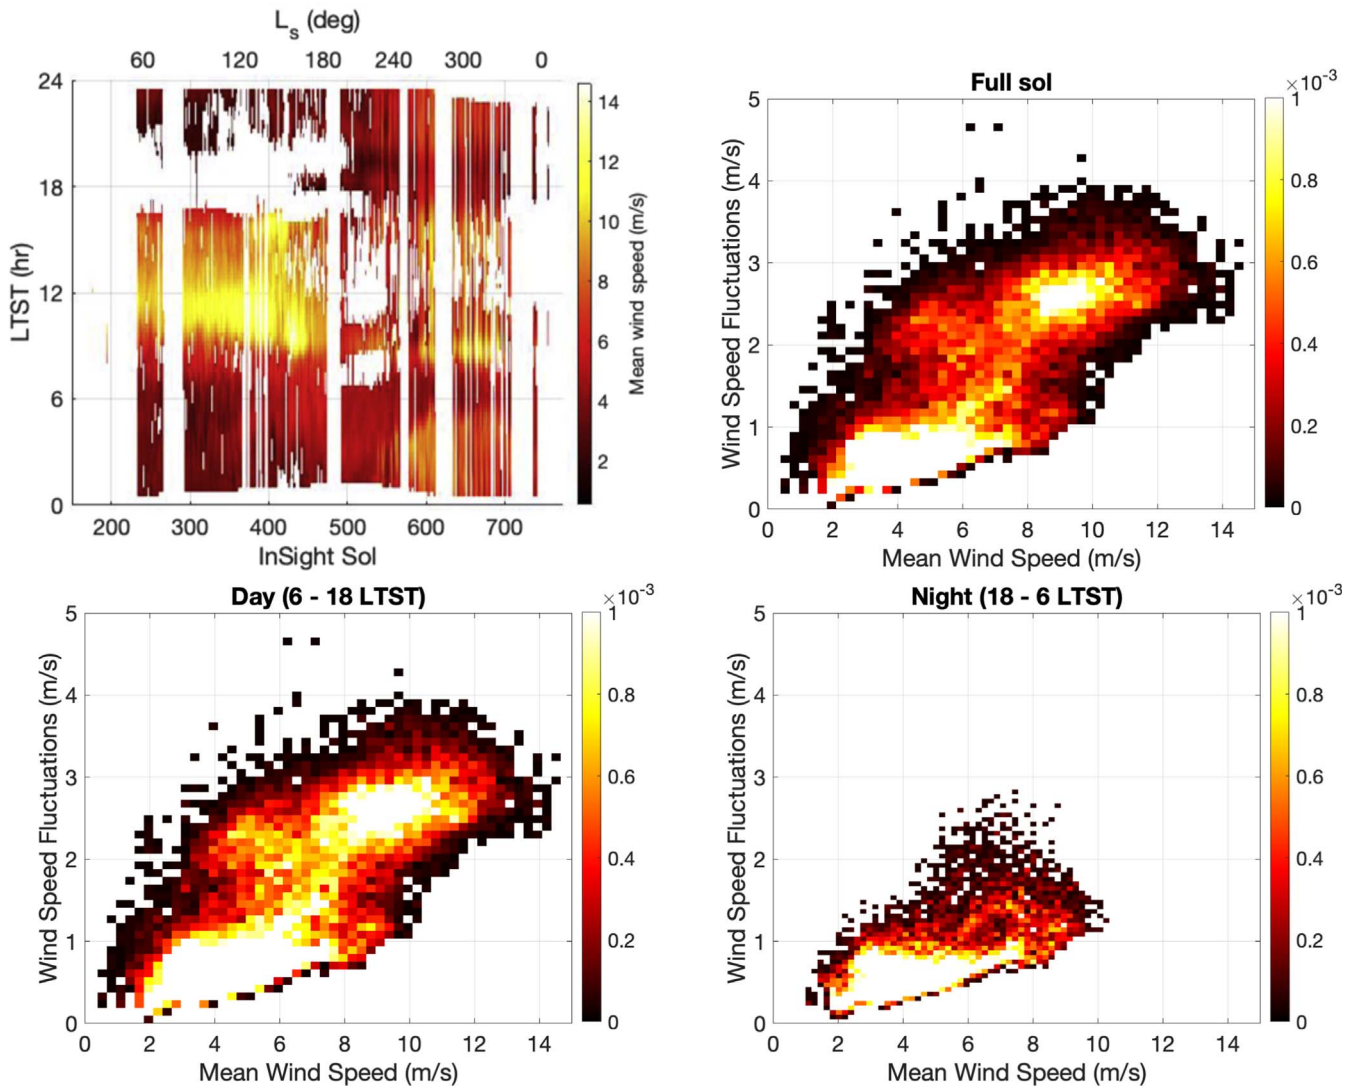 L_s (deg)
60 120 180 240 300 0
24
18
12
6
0
LTST (hr)
200 300 400 500 600 700
InSight Sol
14
12
10
8
6
4
2
Mean wind speed (m/s)
Full sol
×10^-3
5
4
3
2
1
0
Wind Speed Fluctuations (m/s)
0 2 4 6 8 10 12 14
Mean Wind Speed (m/s)
1
0.8
0.6
0.4
0.2
0
Day (6 - 18 LTST)
×10^-3
5
4
3
2
1
0
Wind Speed Fluctuations (m/s)
0 2 4 6 8 10 12 14
Mean Wind Speed (m/s)
1
0.8
0.6
0.4
0.2
0
Night (18 - 6 LTST)
×10^-3
5
4
3
2
1
0
Wind Speed Fluctuations (m/s)
0 2 4 6 8 10 12 14
Mean Wind Speed (m/s)
1
0.8
0.6
0.4
0.2
0